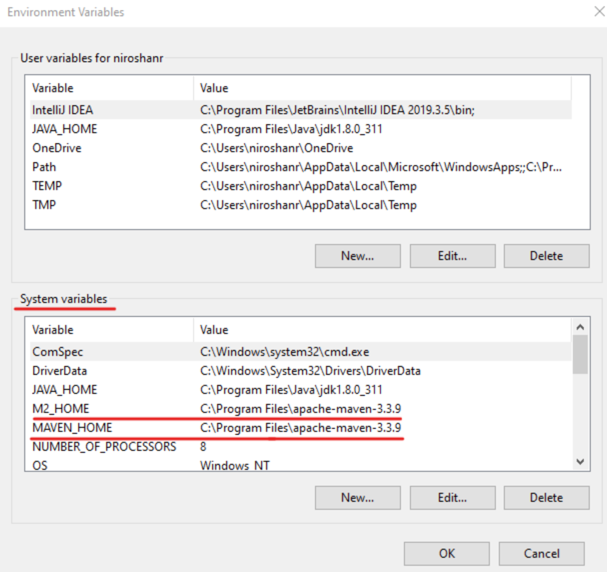 Environment Variables
User variables for niroshanr
Variable Value
IntelliJ IDEA C:\Program Files\JetBrains\IntelliJ IDEA 2019.3.5\bin;
JAVA_HOME C:\Program Files\Java\jdk1.8.0_311
OneDrive C:\Users\niroshanr\OneDrive
Path C:\Users\niroshanr\AppData\Local\Microsoft\WindowsApps;;C:\Pr...
TEMP C:\Users\niroshanr\AppData\Local\Temp
TMP C:\Users\niroshanr\AppData\Local\Temp
New... Edit... Delete
System variables
Variable Value
ComSpec C:\Windows\system32\cmd.exe
DriverData C:\Windows\System32\Drivers\DriverData
JAVA_HOME C:\Program Files\Java\jdk1.8.0_311
M2_HOME C:\Program Files\apache-maven-3.3.9
MAVEN_HOME C:\Program Files\apache-maven-3.3.9
NUMBER_OF_PROCESSORS 8
OS Windows_NT
New... Edit... Delete
OK Cancel